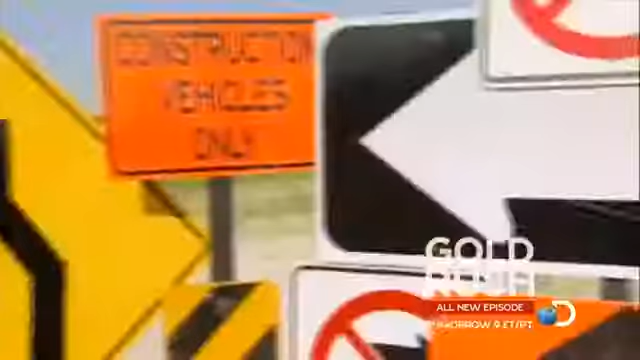 CONSTRUCTION
VEHICLES
ONLY
GOLD
RUSH
ALL NEW EPISODE
TOMORROW 9 ET/PT
D